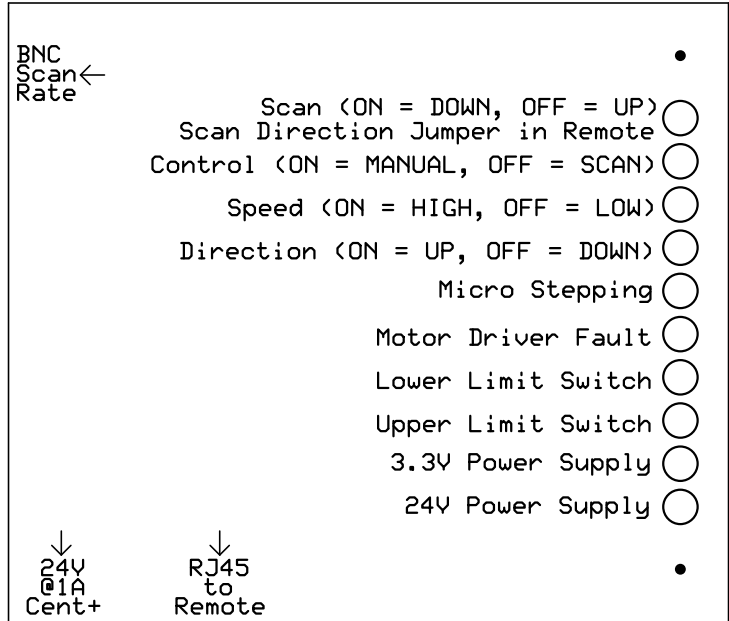 BNC
Scan←
Rate
Scan (ON = DOWN, OFF = UP)
Scan Direction Jumper in Remote
Control (ON = MANUAL, OFF = SCAN)
Speed (ON = HIGH, OFF = LOW)
Direction (ON = UP, OFF = DOWN)
Micro Stepping
Motor Driver Fault
Lower Limit Switch
Upper Limit Switch
3.3V Power Supply
24V Power Supply
24V
@1A
Cent+
RJ45
to
Remote